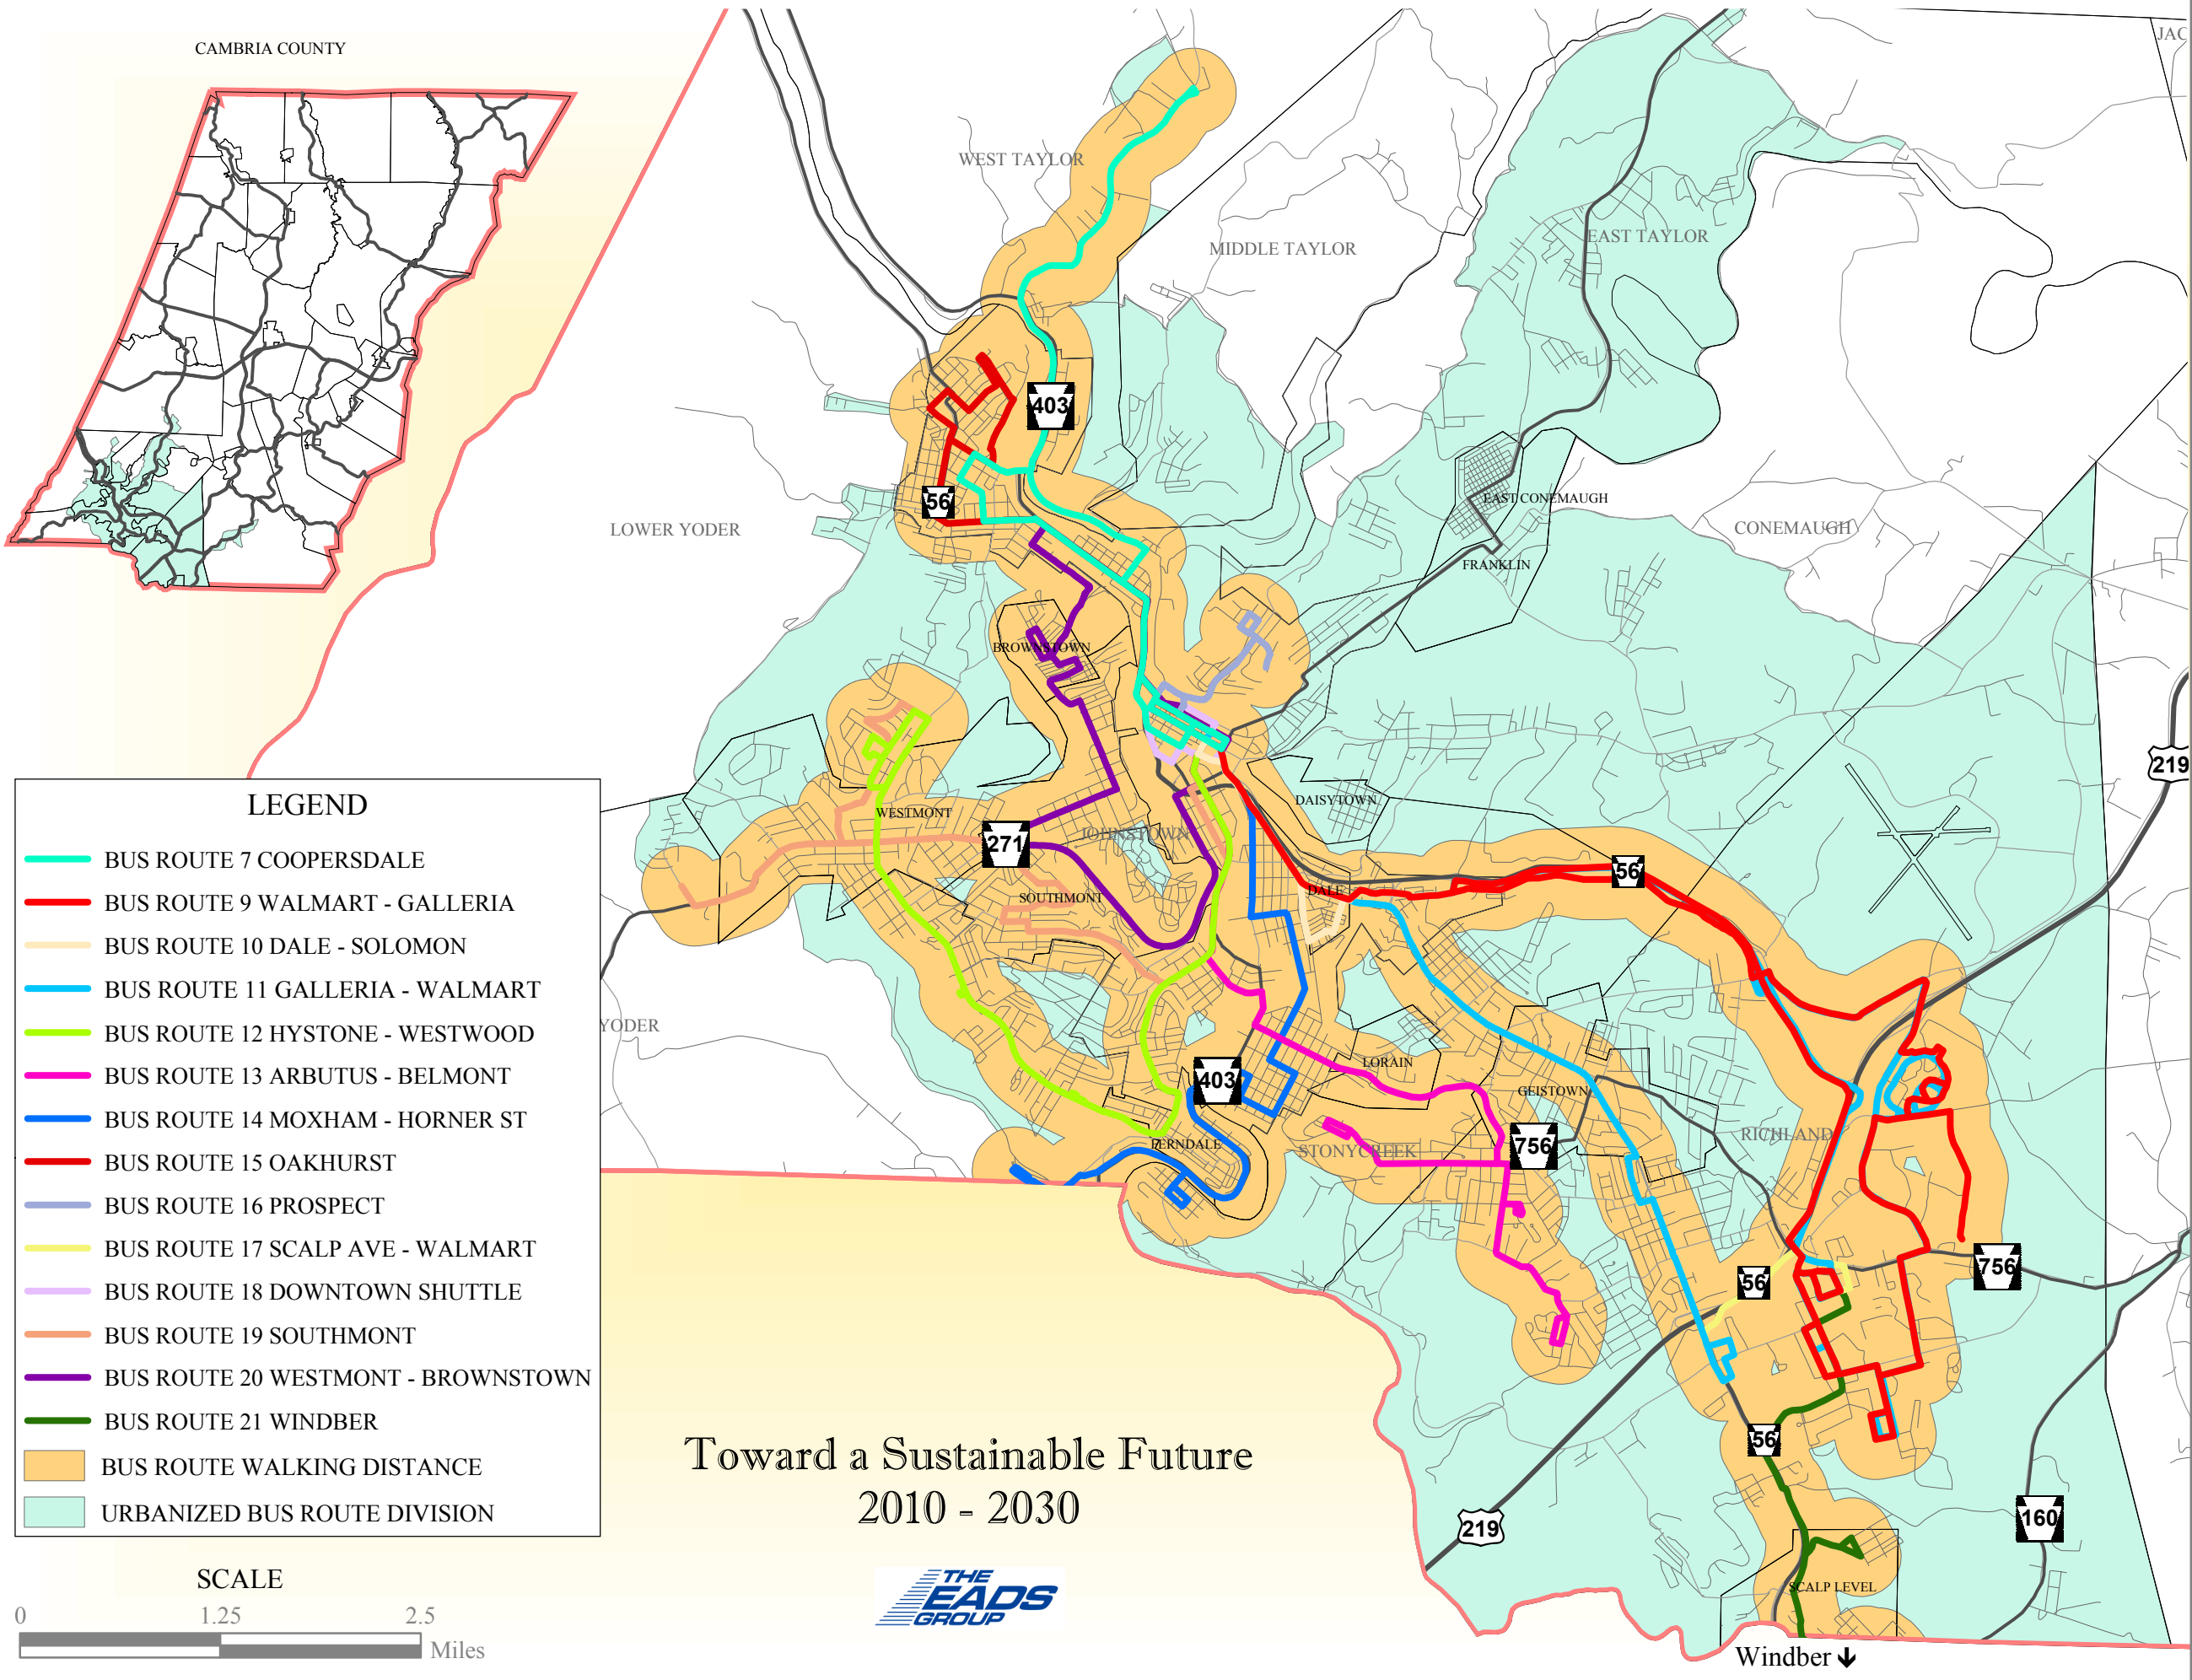 CAMBRIA COUNTY
JAC
WEST TAYLOR
MIDDLE TAYLOR
EAST TAYLOR
403
56
LOWER YODER
EAST CONEMAUGH
CONEMAUGH
FRANKLIN
BROWNSTOWN
219
DAISYTOWN
WESTMONT
JOHNSTOWN
271
56
DALE
SOUTHMONT
YODER
LORAIN
403
GEISTOWN
RICHLAND
FERNDALE
STONYCREEK
756
756
56
56
219
160
SCALP LEVEL
Windber ↓
LEGEND
BUS ROUTE 7 COOPERSDALE
BUS ROUTE 9 WALMART - GALLERIA
BUS ROUTE 10 DALE - SOLOMON
BUS ROUTE 11 GALLERIA - WALMART
BUS ROUTE 12 HYSTONE - WESTWOOD
BUS ROUTE 13 ARBUTUS - BELMONT
BUS ROUTE 14 MOXHAM - HORNER ST
BUS ROUTE 15 OAKHURST
BUS ROUTE 16 PROSPECT
BUS ROUTE 17 SCALP AVE - WALMART
BUS ROUTE 18 DOWNTOWN SHUTTLE
BUS ROUTE 19 SOUTHMONT
BUS ROUTE 20 WESTMONT - BROWNSTOWN
BUS ROUTE 21 WINDBER
BUS ROUTE WALKING DISTANCE
URBANIZED BUS ROUTE DIVISION
SCALE
0 1.25 2.5
Miles
Toward a Sustainable Future
2010 - 2030
THE
EADS
GROUP